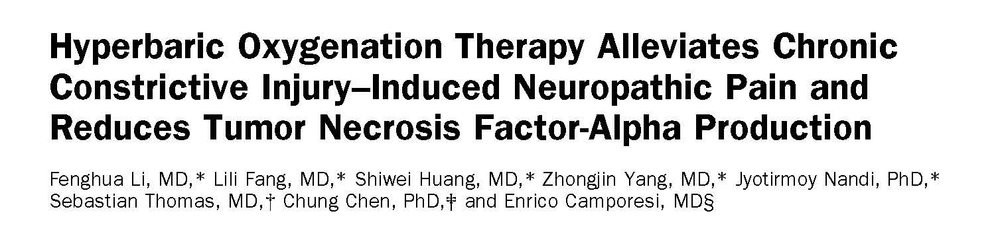 Hyperbaric Oxygenation Therapy Alleviates Chronic
Constrictive Injury–Induced Neuropathic Pain and
Reduces Tumor Necrosis Factor-Alpha Production
Fenghua Li, MD,* Lili Fang, MD,* Shiwei Huang, MD,* Zhongjin Yang, MD,* Jyotirmoy Nandi, PhD,*
Sebastian Thomas, MD,† Chung Chen, PhD,‡ and Enrico Camporesi, MD§